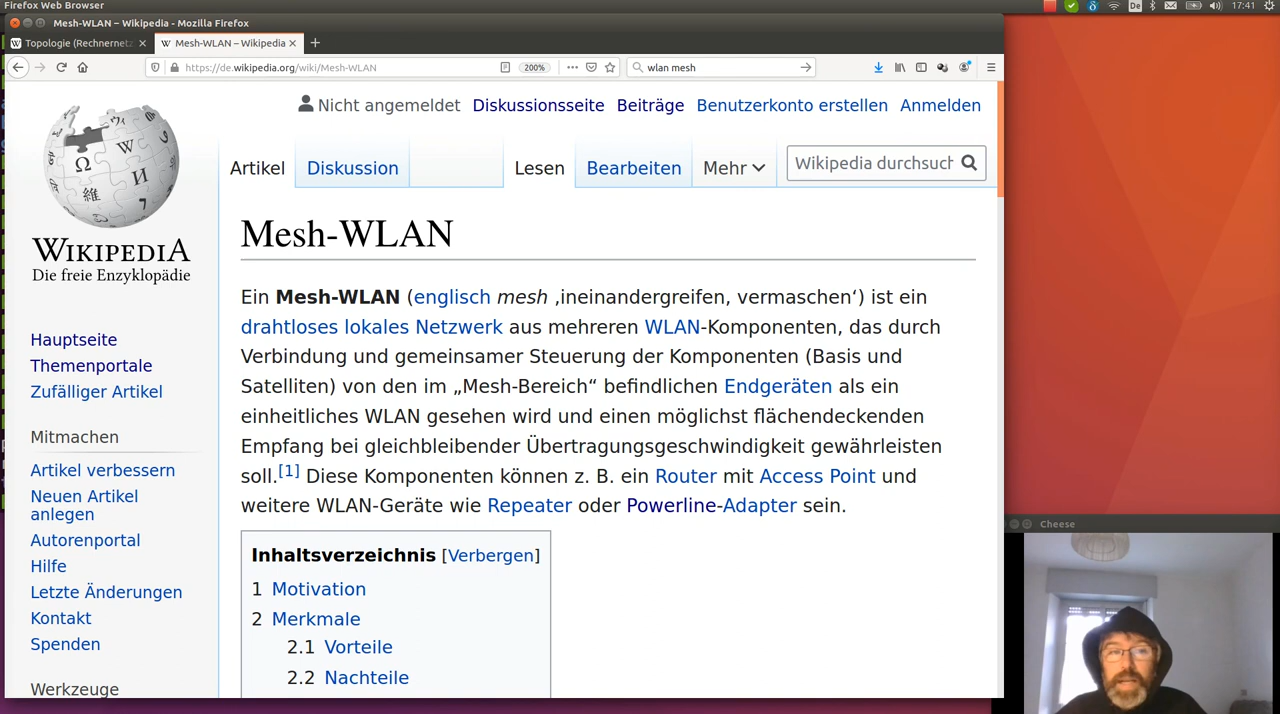 Firefox Web Browser
De
17:41
Mesh-WLAN – Wikipedia - Mozilla Firefox
Topologie (Rechnernetz
Mesh-WLAN – Wikipedia
https://de.wikipedia.org/wiki/Mesh-WLAN
200%
wlan mesh
Nicht angemeldet Diskussionsseite Beiträge Benutzerkonto erstellen Anmelden
Artikel Diskussion Lesen Bearbeiten Mehr Wikipedia durchsuch
Ω W И 維
WIKIPEDIA
Die freie Enzyklopädie
Hauptseite
Themenportale
Zufälliger Artikel
Mitmachen
Artikel verbessern
Neuen Artikel
anlegen
Autorenportal
Hilfe
Letzte Änderungen
Kontakt
Spenden
Werkzeuge
Mesh-WLAN
Ein Mesh-WLAN (englisch mesh ‚ineinandergreifen, vermaschen‘) ist ein
drahtloses lokales Netzwerk aus mehreren WLAN-Komponenten, das durch
Verbindung und gemeinsamer Steuerung der Komponenten (Basis und
Satelliten) von den im „Mesh-Bereich“ befindlichen Endgeräten als ein
einheitliches WLAN gesehen wird und einen möglichst flächendeckenden
Empfang bei gleichbleibender Übertragungsgeschwindigkeit gewährleisten
soll.[1] Diese Komponenten können z. B. ein Router mit Access Point und
weitere WLAN-Geräte wie Repeater oder Powerline-Adapter sein.
Inhaltsverzeichnis [Verbergen]
1 Motivation
2 Merkmale
2.1 Vorteile
2.2 Nachteile
Cheese